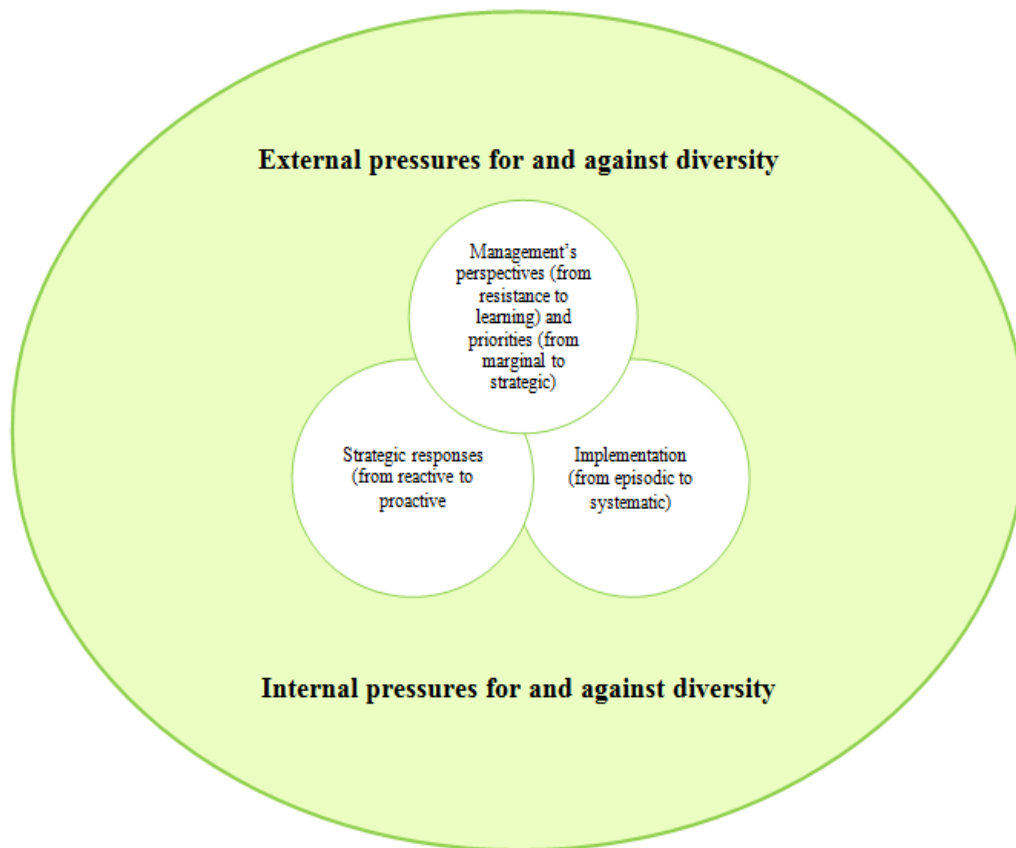 External pressures for and against diversity
Management’s
perspectives (from
resistance to
learning) and
priorities (from
marginal to
strategic)
Strategic responses
(from reactive to
proactive
Implementation
(from episodic to
systematic)
Internal pressures for and against diversity